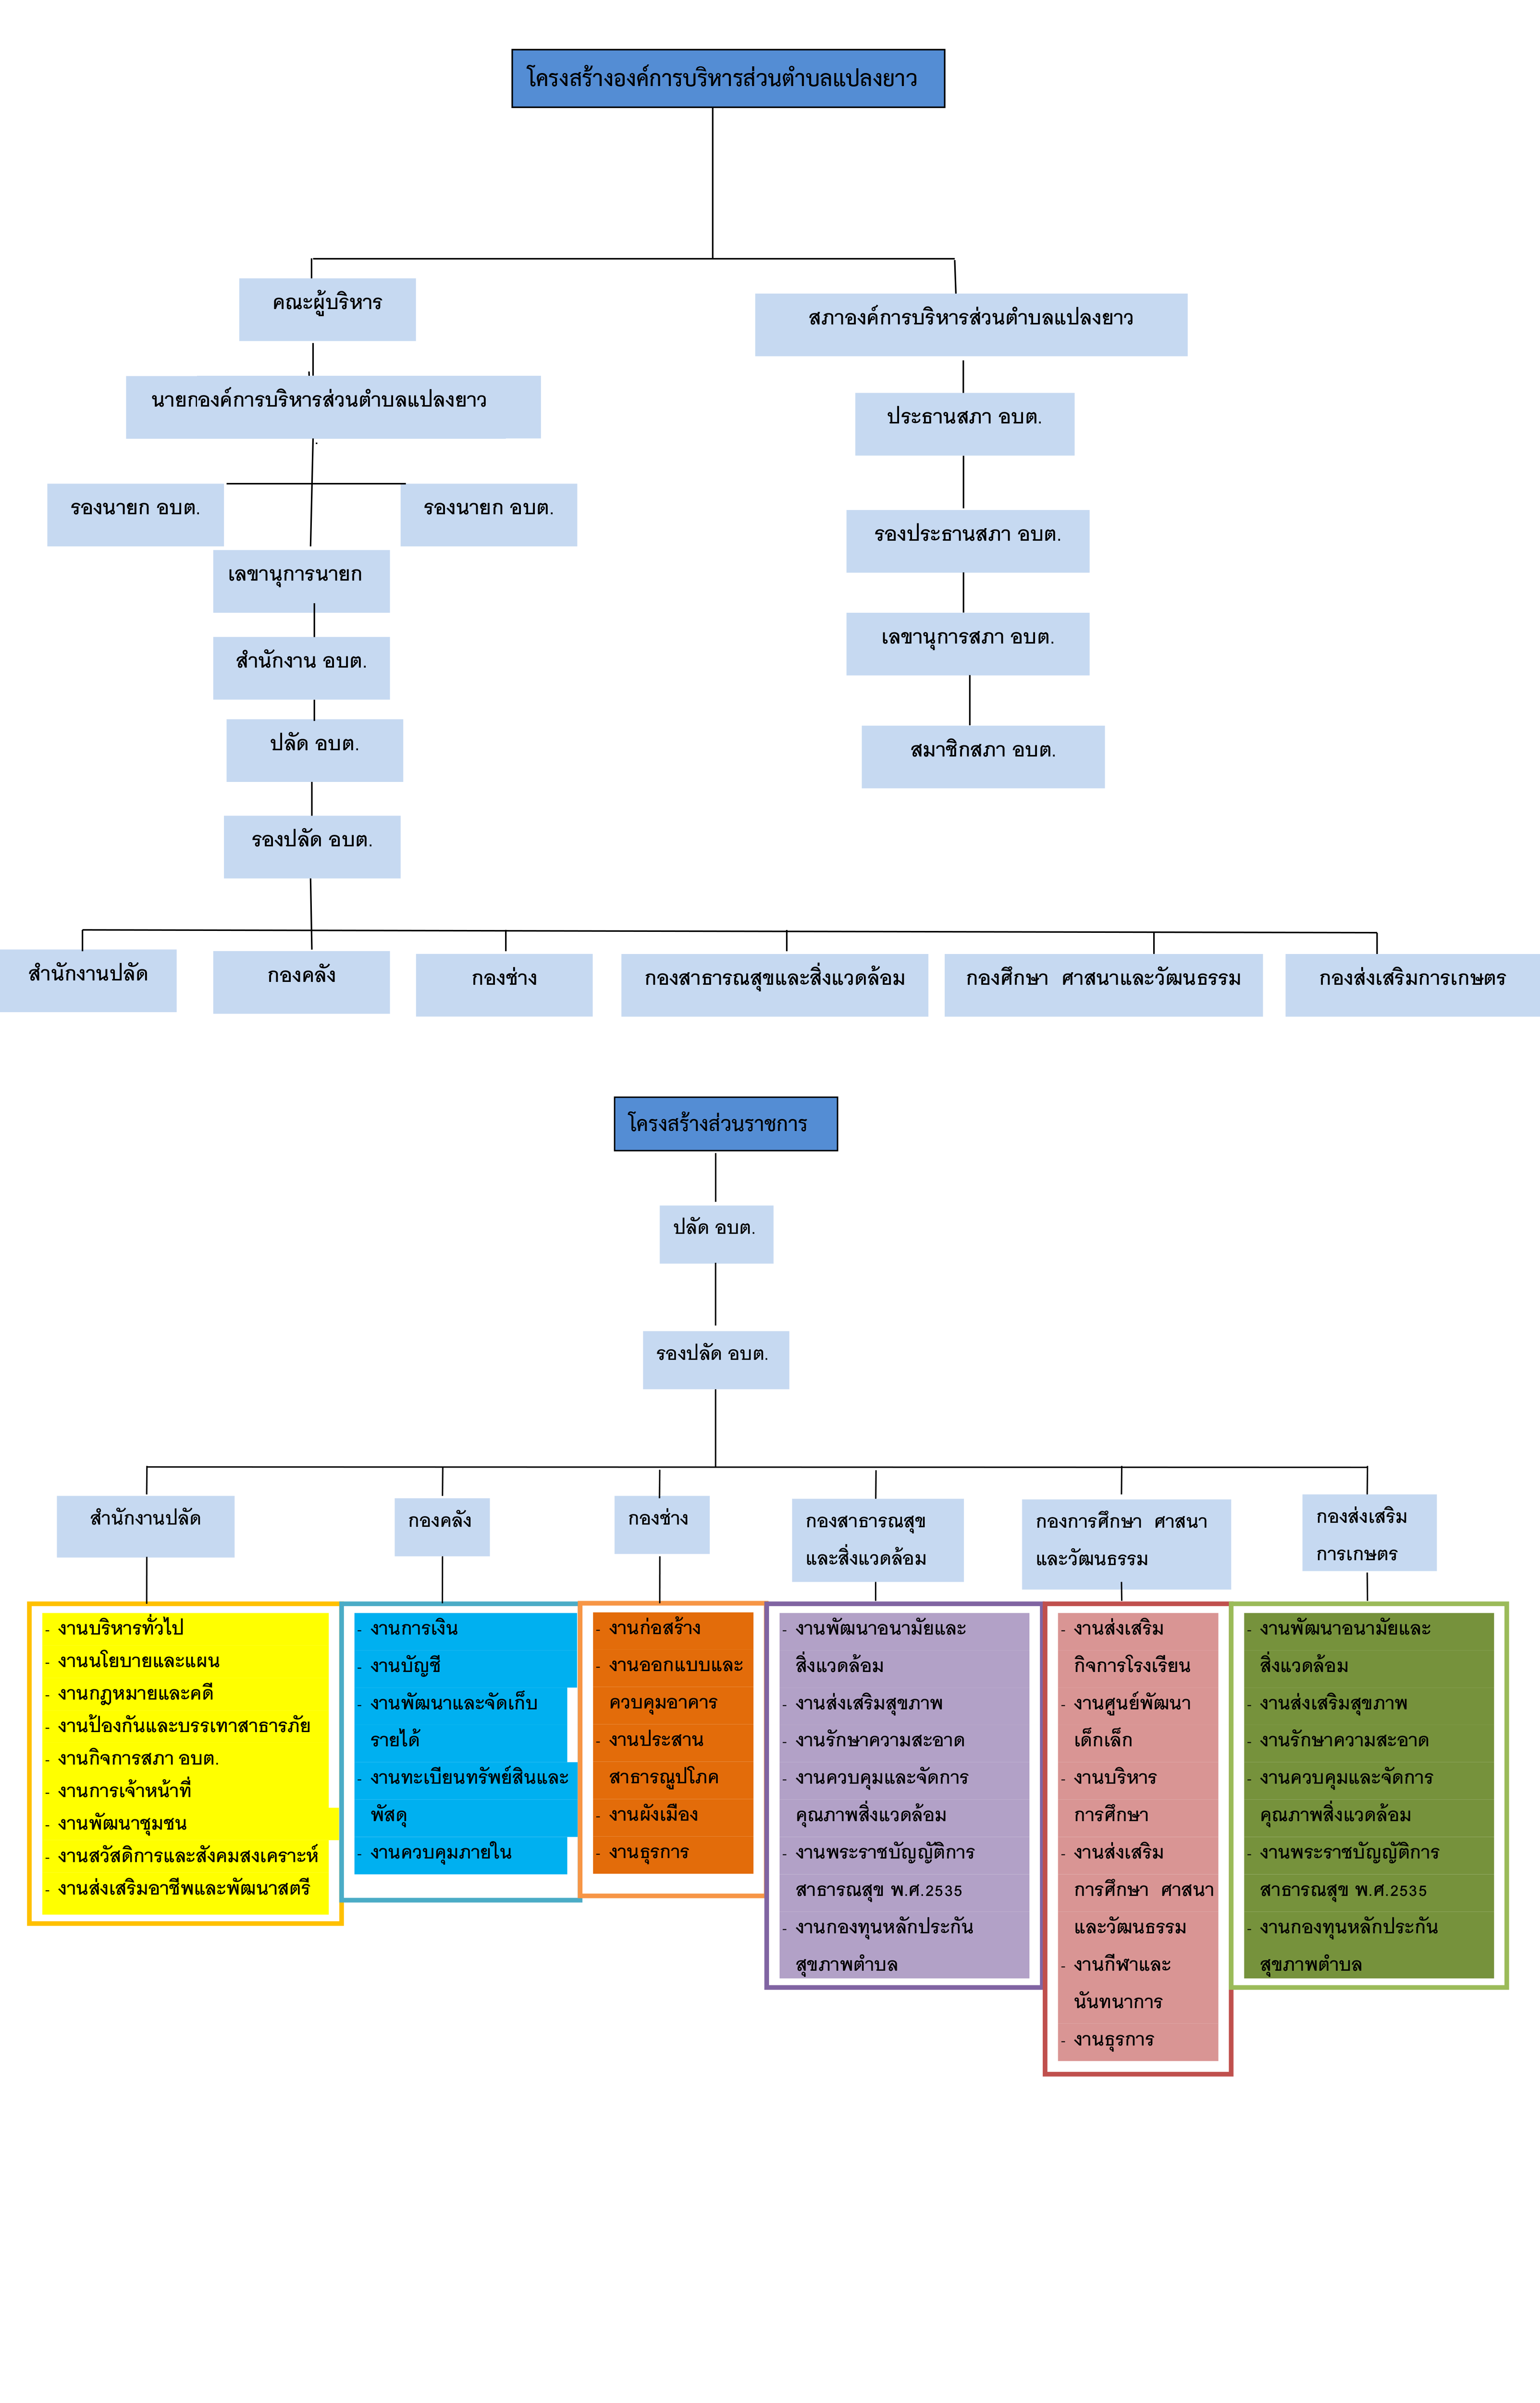 โครงสร้างองค์การบริหารส่วนตำบลแปลงยาว
คณะผู้บริหาร
สภาองค์การบริหารส่วนตำบลแปลงยาว
นายกองค์การบริหารส่วนตำบลแปลงยาว
ประธานสภา อบต.
รองนายก อบต.
รองนายก อบต.
รองประธานสภา อบต.
เลขานุการนายก
เลขานุการสภา อบต.
สำนักงาน อบต.
ปลัด อบต.
สมาชิกสภา อบต.
รองปลัด อบต.
สำนักงานปลัด
กองคลัง
กองช่าง
กองสาธารณสุขและสิ่งแวดล้อม
กองศึกษา ศาสนาและวัฒนธรรม
กองส่งเสริมการเกษตร
โครงสร้างส่วนราชการ
ปลัด อบต.
รองปลัด อบต.
สำนักงานปลัด
กองคลัง
กองช่าง
กองสาธารณสุข
และสิ่งแวดล้อม
กองการศึกษา ศาสนา
และวัฒนธรรม
กองส่งเสริม
การเกษตร
- งานบริหารทั่วไป
- งานนโยบายและแผน
- งานกฎหมายและคดี
- งานป้องกันและบรรเทาสาธารภัย
- งานกิจการสภา อบต.
- งานการเจ้าหน้าที่
- งานพัฒนาชุมชน
- งานสวัสดิการและสังคมสงเคราะห์
- งานส่งเสริมอาชีพและพัฒนาสตรี
- งานการเงิน
- งานบัญชี
- งานพัฒนาและจัดเก็บ
รายได้
- งานทะเบียนทรัพย์สินและ
พัสดุ
- งานควบคุมภายใน
- งานก่อสร้าง
- งานออกแบบและ
ควบคุมอาคาร
- งานประสาน
สาธารณูปโภค
- งานผังเมือง
- งานธุรการ
- งานพัฒนาอนามัยและ
สิ่งแวดล้อม
- งานส่งเสริมสุขภาพ
- งานรักษาความสะอาด
- งานควบคุมและจัดการ
คุณภาพสิ่งแวดล้อม
- งานพระราชบัญญัติการ
สาธารณสุข พ.ศ.2535
- งานกองทุนหลักประกัน
สุขภาพตำบล
- งานส่งเสริม
กิจการโรงเรียน
- งานศูนย์พัฒนา
เด็กเล็ก
- งานบริหาร
การศึกษา
- งานส่งเสริม
การศึกษา ศาสนา
และวัฒนธรรม
- งานกีฬาและ
นันทนาการ
- งานธุรการ
- งานพัฒนาอนามัยและ
สิ่งแวดล้อม
- งานส่งเสริมสุขภาพ
- งานรักษาความสะอาด
- งานควบคุมและจัดการ
คุณภาพสิ่งแวดล้อม
- งานพระราชบัญญัติการ
สาธารณสุข พ.ศ.2535
- งานกองทุนหลักประกัน
สุขภาพตำบล